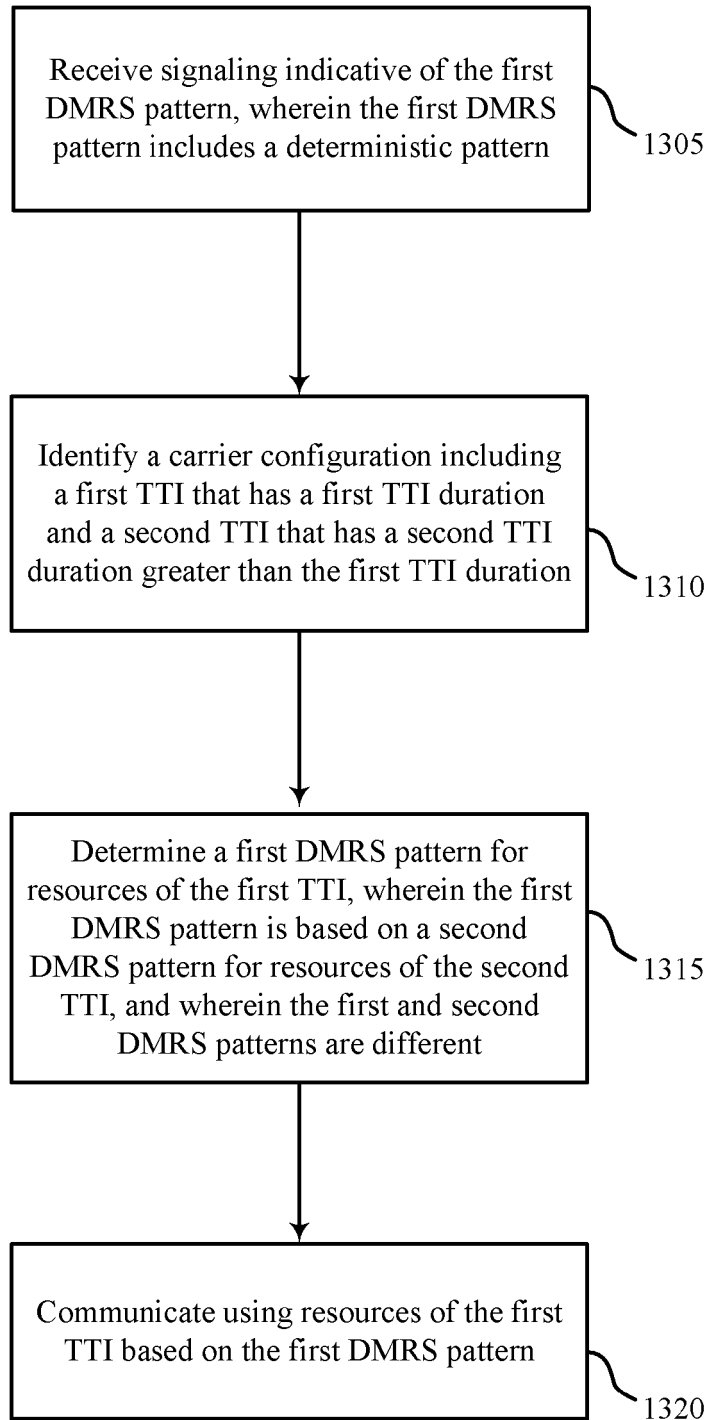 Receive signaling indicative of the first
DMRS pattern, wherein the first DMRS
pattern includes a deterministic pattern
1305
Identify a carrier configuration including
a first TTI that has a first TTI duration
and a second TTI that has a second TTI
duration greater than the first TTI duration
1310
Determine a first DMRS pattern for
resources of the first TTI, wherein the first
DMRS pattern is based on a second
DMRS pattern for resources of the second
TTI, and wherein the first and second
DMRS patterns are different
1315
Communicate using resources of the first
TTI based on the first DMRS pattern
1320